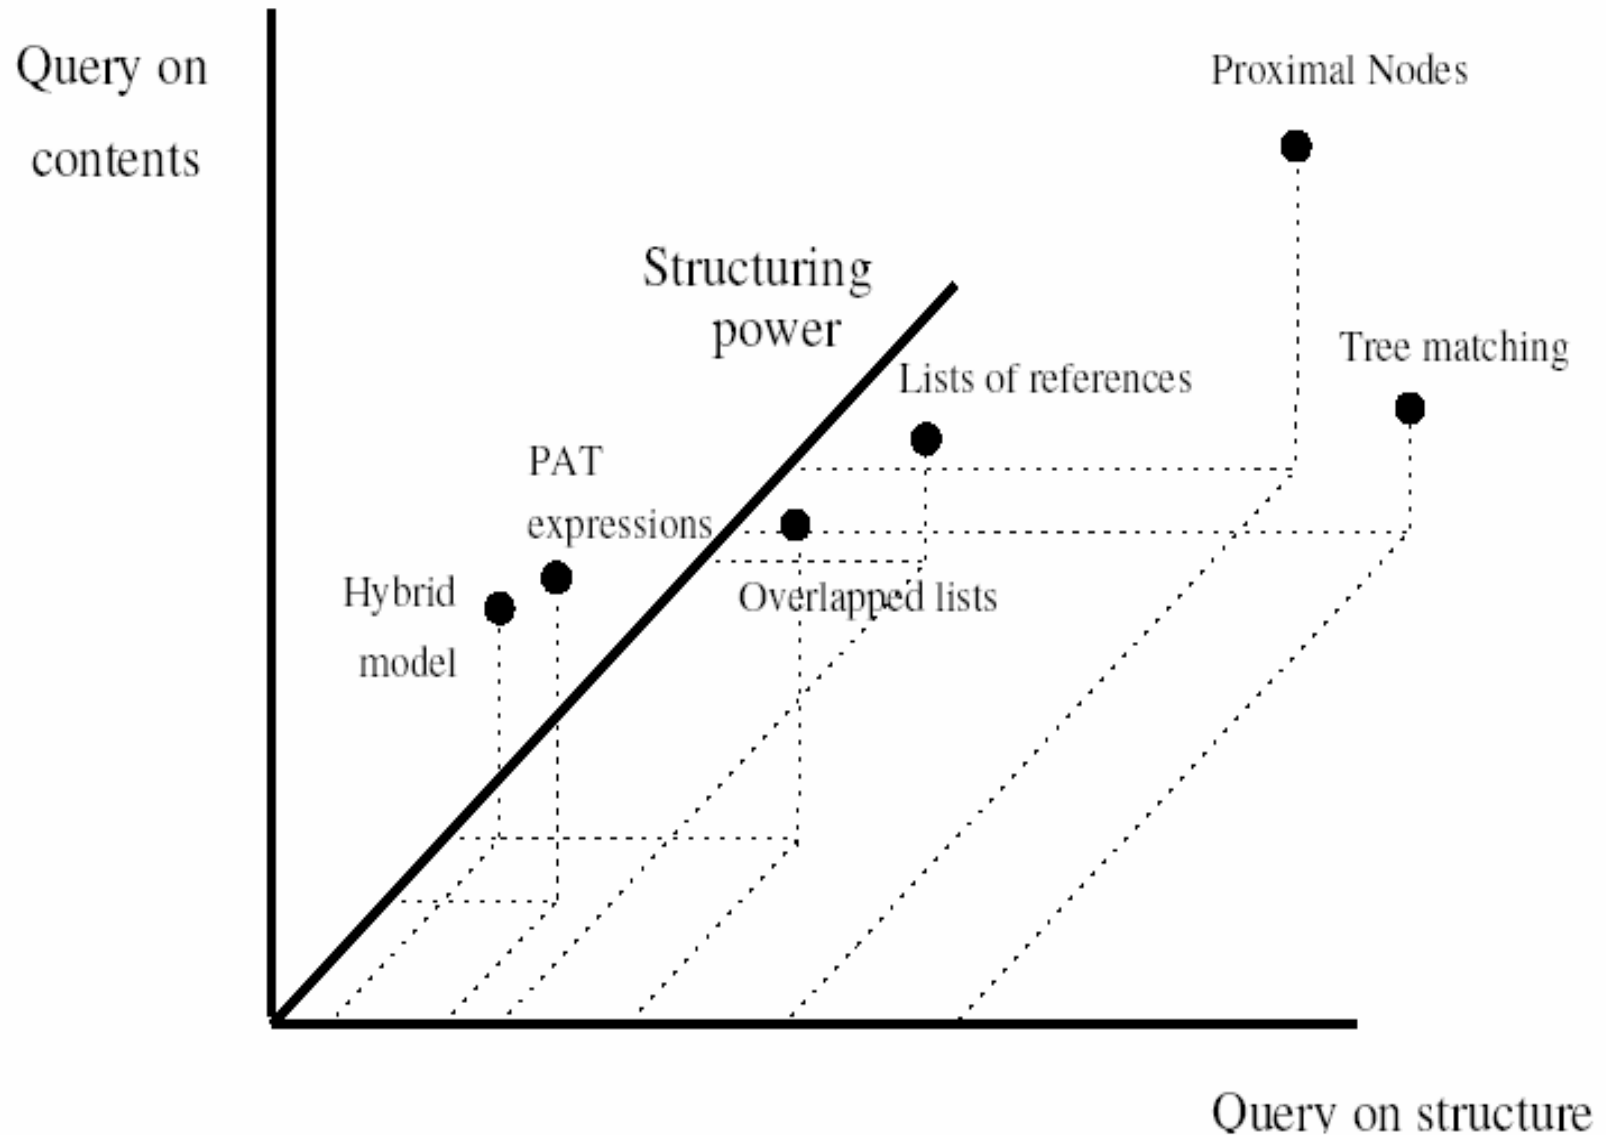 Query on
contents
Proximal Nodes
Structuring
power
Tree matching
Lists of references
PAT
expressions
Hybrid
model
Overlapped lists
Query on structure